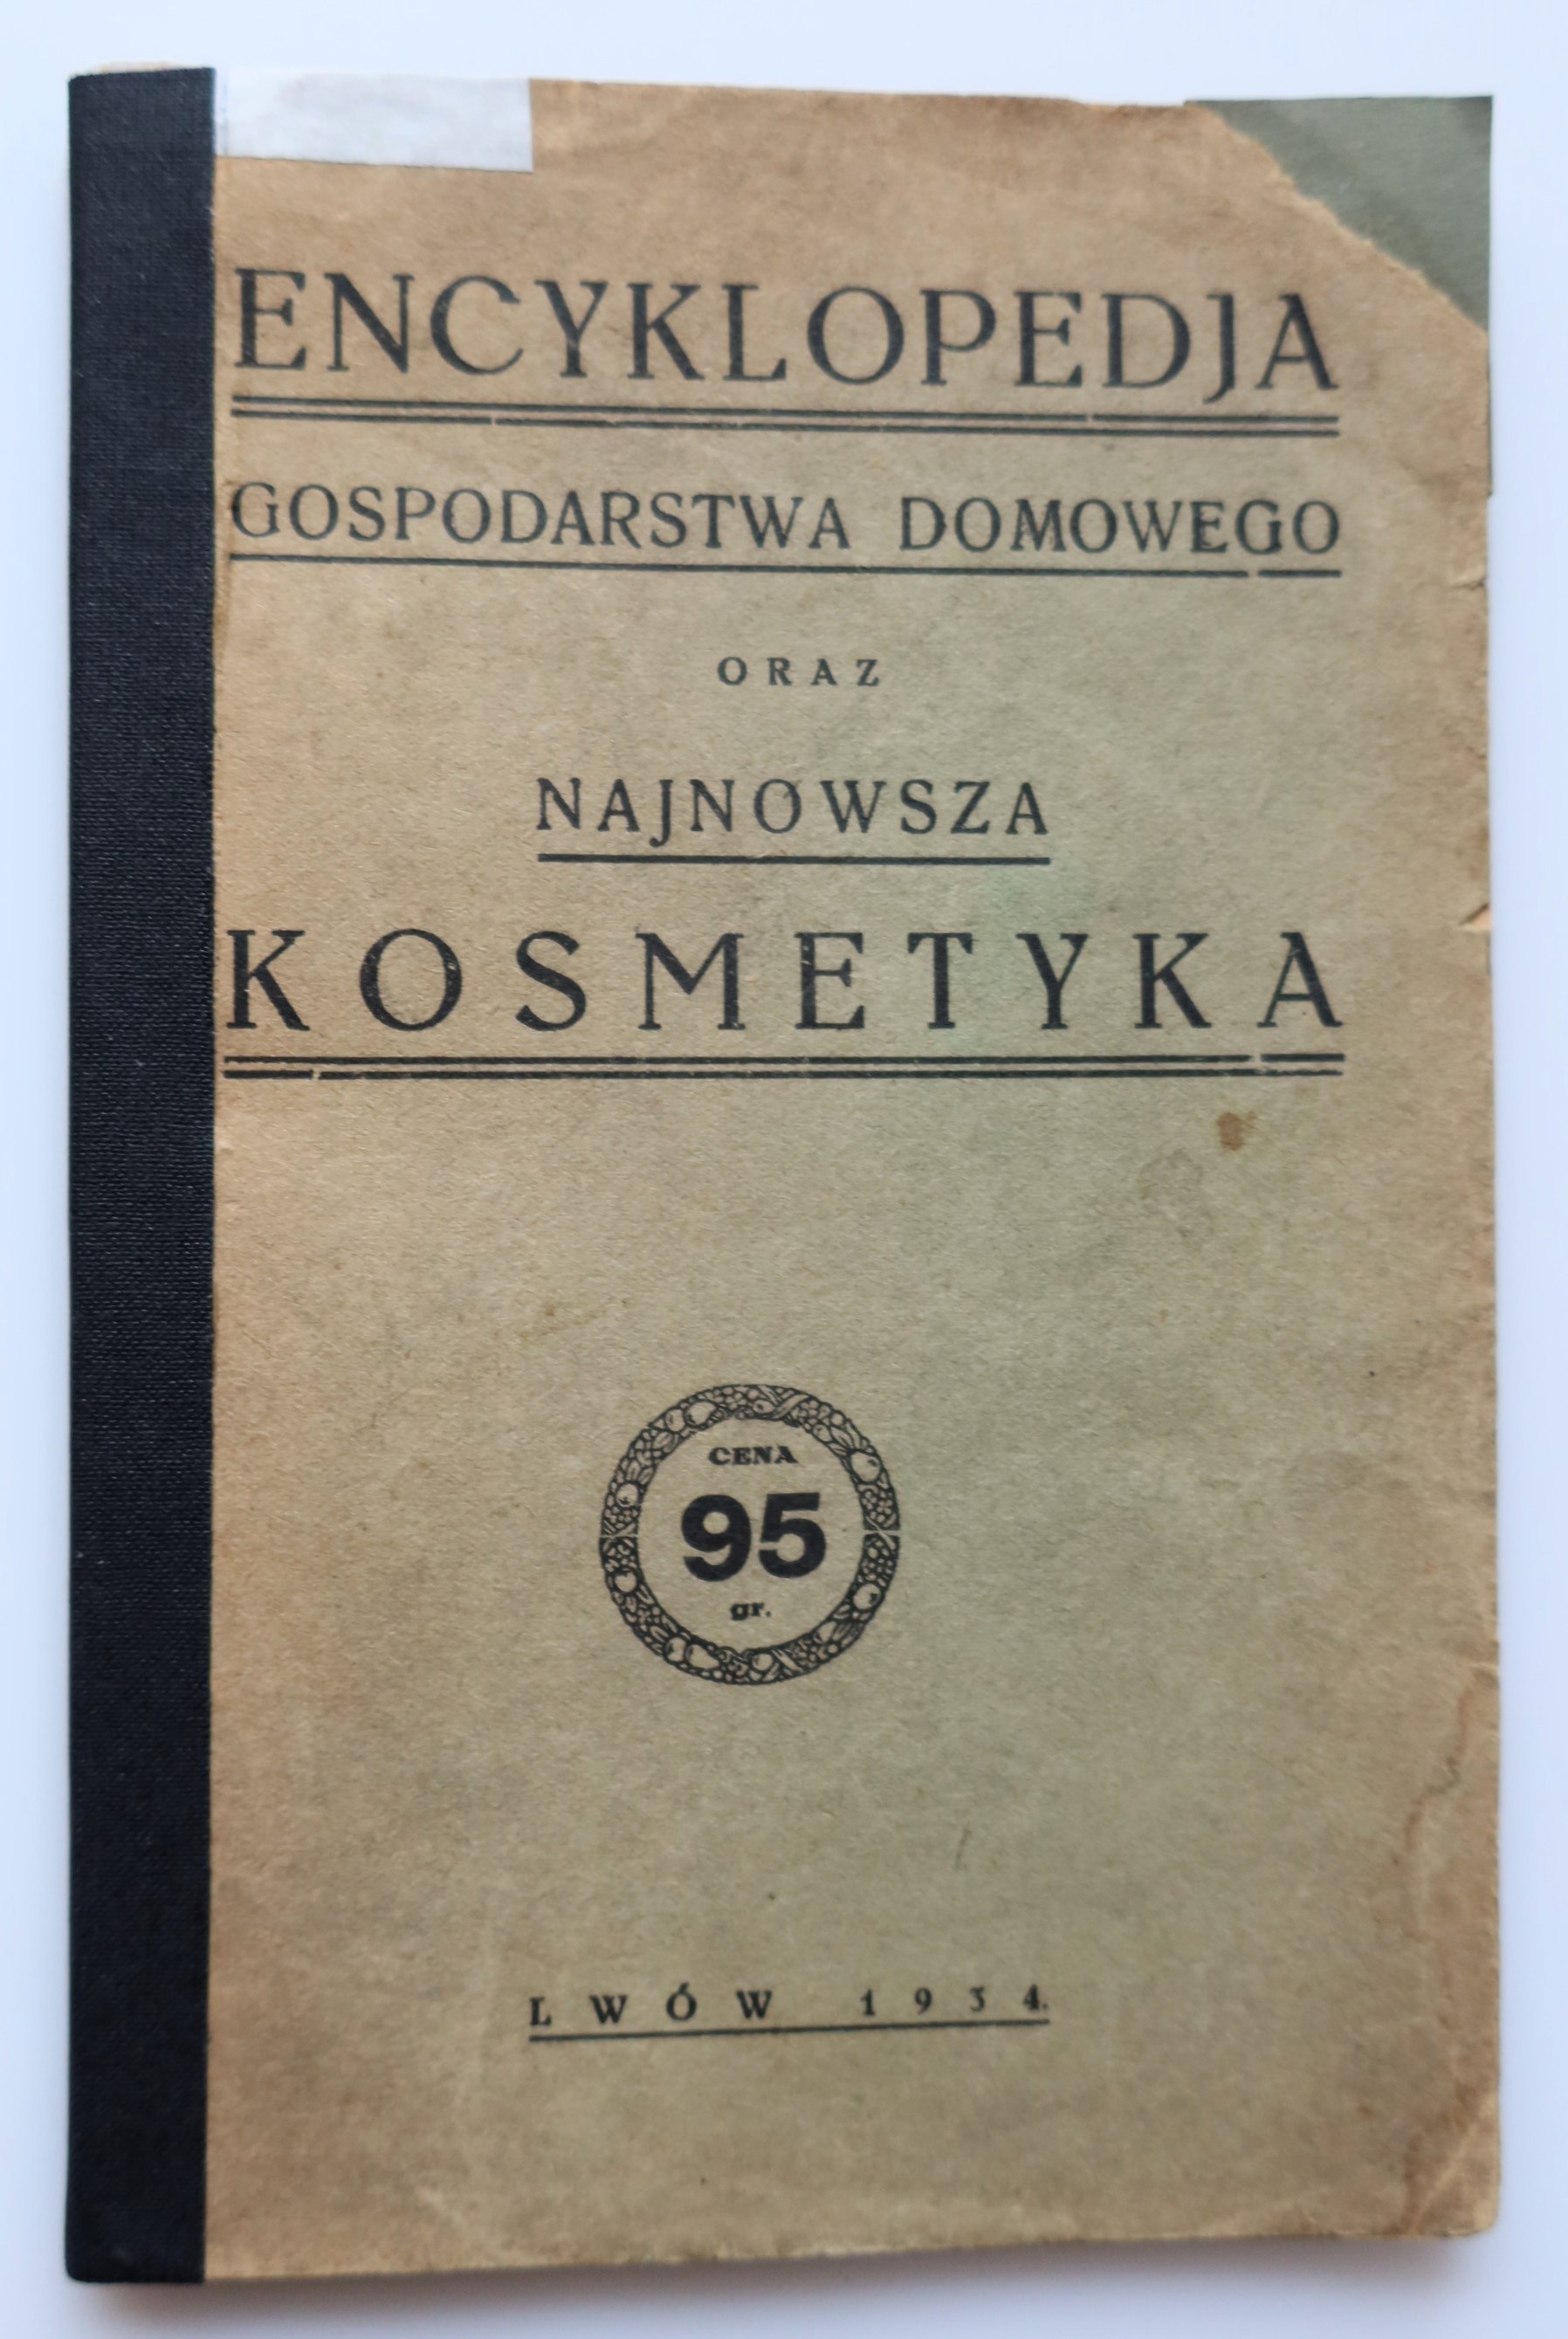 ENCYKLOPEDJA
GOSPODARSTWA DOMOWEGO
ORAZ
NAJNOWSZA
KOSMETYKA
CENA
95
gr.
LWÓW 1934.